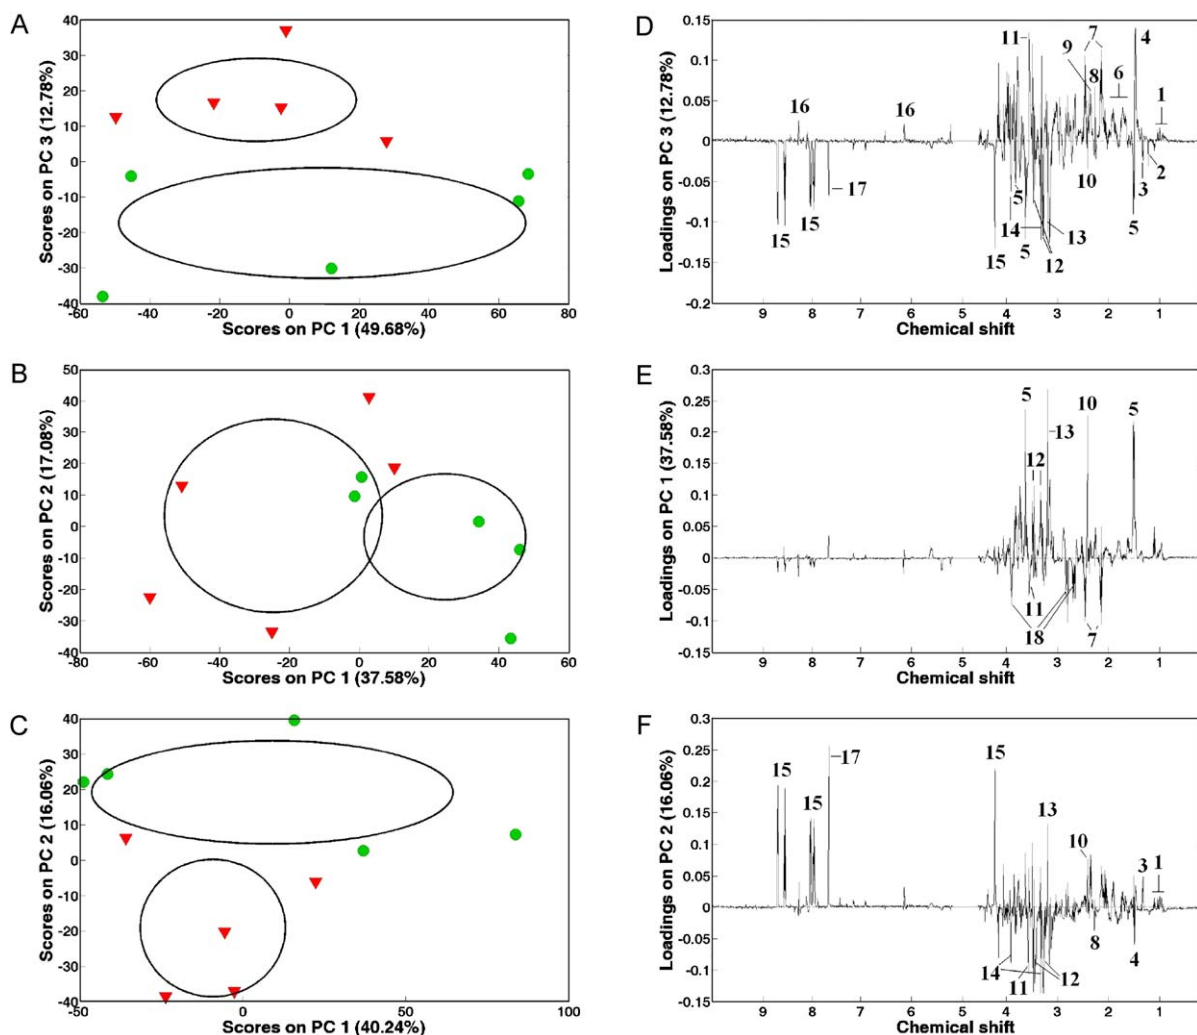 A
Scores on PC 3 (12.78%)
40
30
20
10
0
-10
-20
-30
-40
-60 -40 -20 0 20 40 60 80
Scores on PC 1 (49.68%)
D
Loadings on PC 3 (12.78%)
0.15
0.1
0.05
0
-0.05
-0.1
-0.15
-0.2
11 7 4
9 8 6
16 16 1
17 5 10 2
3
15 15 14 13 5
15 5 12
9 8 7 6 5 4 3 2 1
Chemical shift
B
Scores on PC 2 (17.08%)
50
40
30
20
10
0
-10
-20
-30
-40
-80 -60 -40 -20 0 20 40 60
Scores on PC 1 (37.58%)
E
Loadings on PC 1 (37.58%)
0.3
0.25
0.2
0.15
0.1
0.05
0
-0.05
-0.1
-0.15
5 10 5
13
12
11
18 7
9 8 7 6 5 4 3 2 1
Chemical shift
C
Scores on PC 2 (16.06%)
40
30
20
10
0
-10
-20
-30
-40
-50 0 50 100
Scores on PC 1 (40.24%)
F
Loadings on PC 2 (16.06%)
0.3
0.25
0.2
0.15
0.1
0.05
0
-0.05
-0.1
-0.15
15 17
15 15
13
10 3 1
8
4
14 11 12
9 8 7 6 5 4 3 2 1
Chemical shift